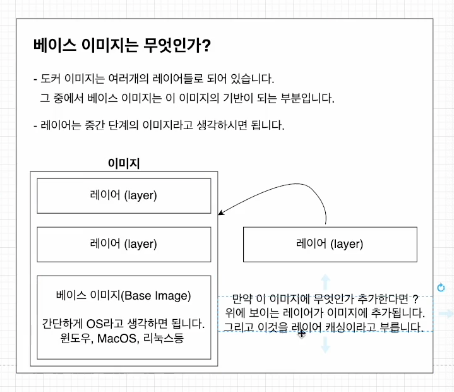 베이스 이미지는 무엇인가?
- 도커 이미지는 여러개의 레이어들로 되어 있습니다.
그 중에서 베이스 이미지는 이 이미지의 기반이 되는 부분입니다.
- 레이어는 중간 단계의 이미지라고 생각하시면 됩니다.
이미지
레이어 (layer)
레이어 (layer)
레이어 (layer)
베이스 이미지(Base Image)
간단하게 OS라고 생각하면 됩니다.
윈도우, MacOS, 리눅스등
만약 이 이미지에 무엇인가 추가한다면 ?
위에 보이는 레이어가 이미지에 추가됩니다.
그리고 이것을 레이어 캐싱이라고 부릅니다.